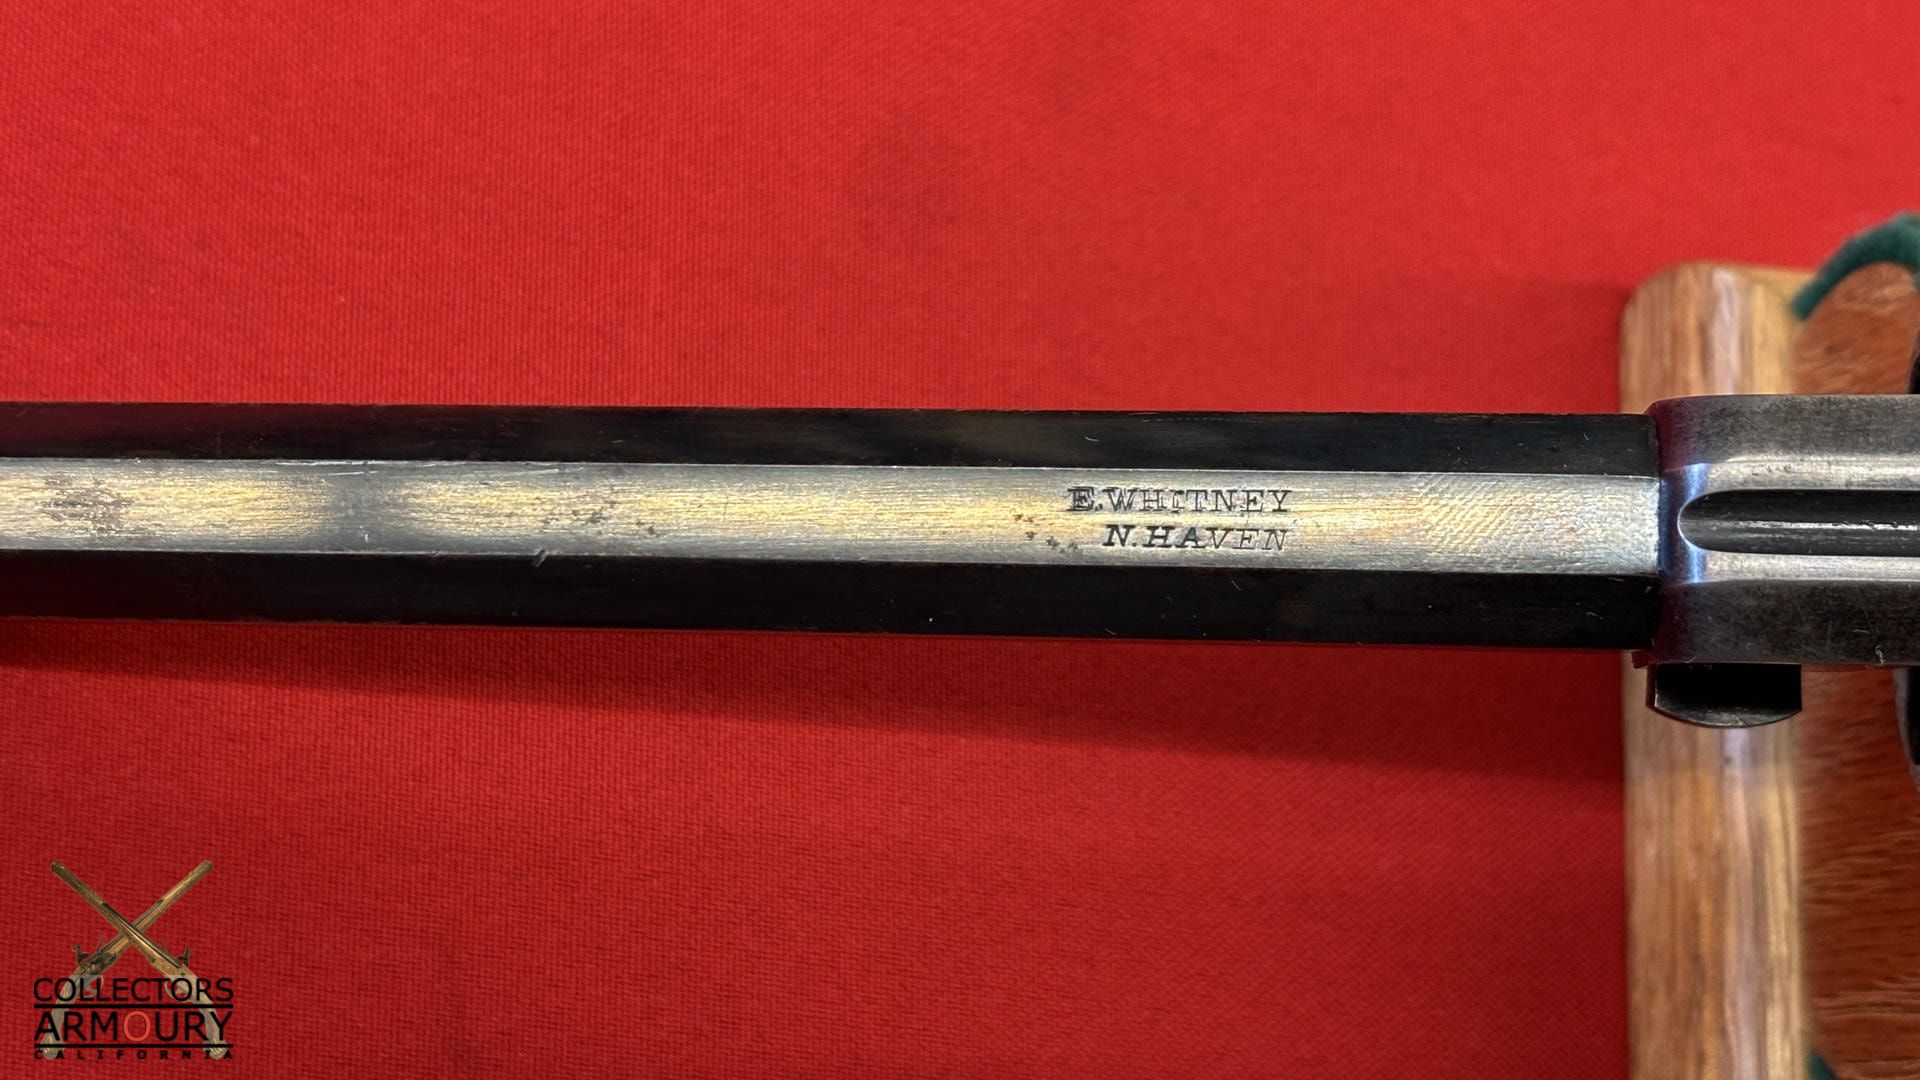 E.WHITNEY
N.HAVEN
COLLECTORS
ARMOURY
CALIFORNIA